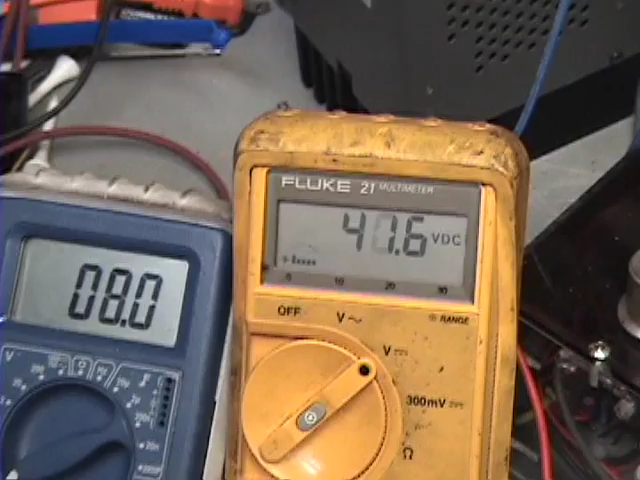 FLUKE 21 MULTIMETER
41.6 VDC
0 10 20 30
08.0
OFF
V~
RANGE
V
300mV
Ω